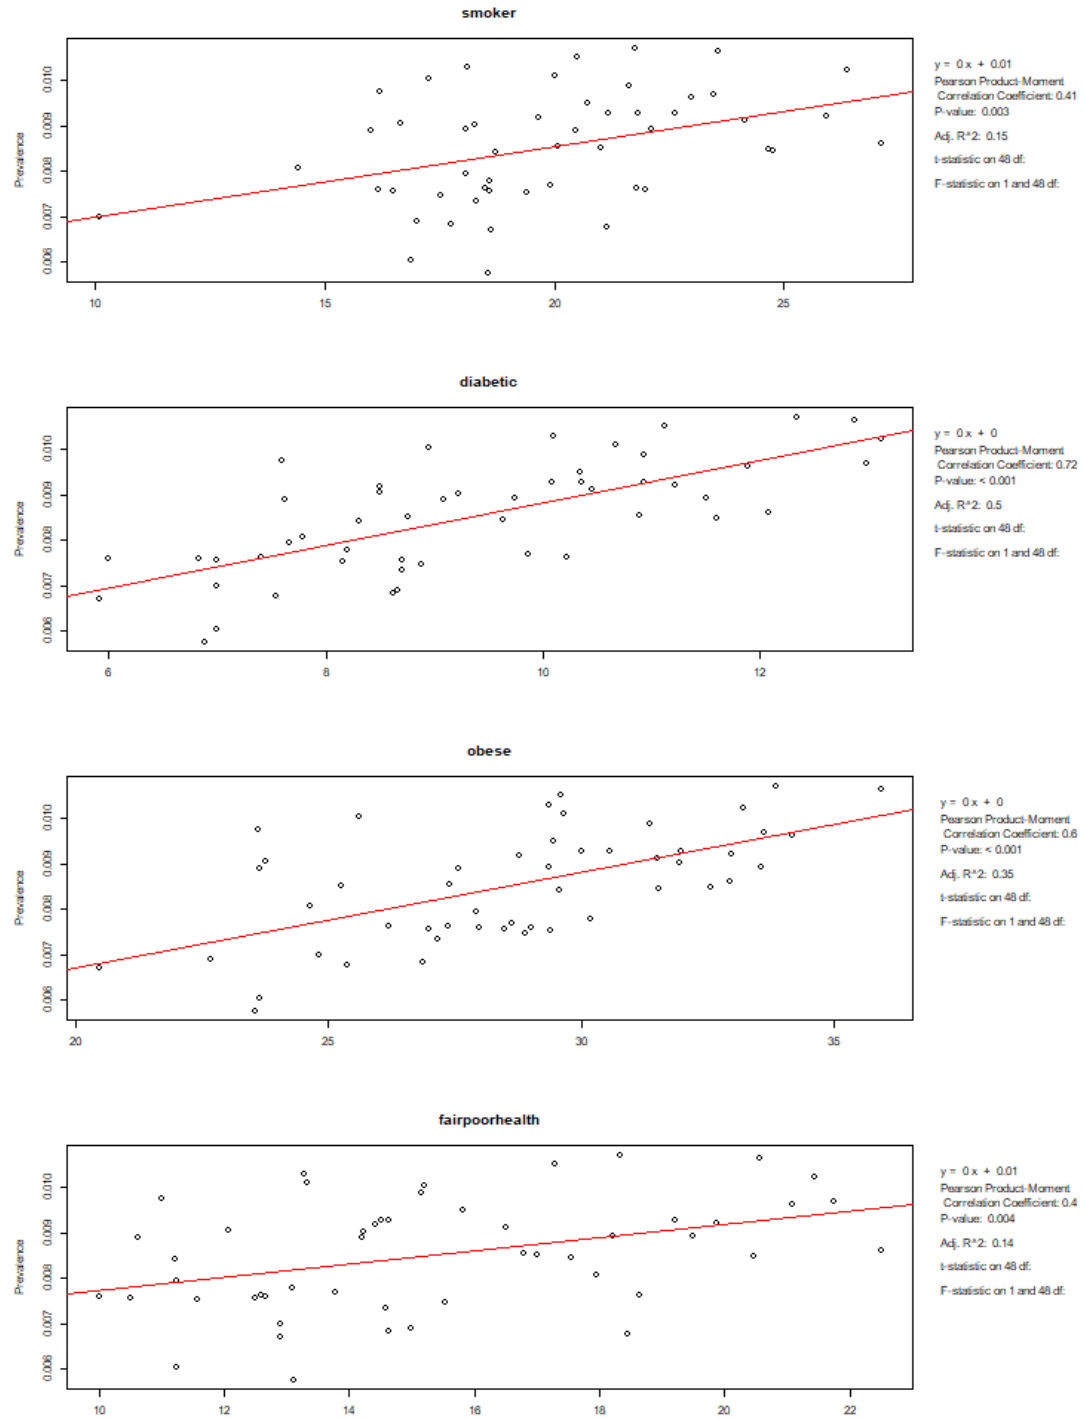 smoker
0.010
0.009
0.008
0.007
0.006
Prevalence
10 15 20 25
y = 0 x + 0.01
Pearson Product-Moment
Correlation Coefficient: 0.41
P-value: 0.003
Adj. R^2: 0.15
t-statistic on 48 df:
F-statistic on 1 and 48 df:
diabetic
0.010
0.009
0.008
0.007
0.006
Prevalence
6 8 10 12
y = 0 x + 0
Pearson Product-Moment
Correlation Coefficient: 0.72
P-value: < 0.001
Adj. R^2: 0.5
t-statistic on 48 df:
F-statistic on 1 and 48 df:
obese
0.010
0.009
0.008
0.007
0.006
Prevalence
20 25 30 35
y = 0 x + 0
Pearson Product-Moment
Correlation Coefficient: 0.6
P-value: < 0.001
Adj. R^2: 0.35
t-statistic on 48 df:
F-statistic on 1 and 48 df:
fairpoorhealth
0.010
0.009
0.008
0.007
0.006
Prevalence
10 12 14 16 18 20 22
y = 0 x + 0.01
Pearson Product-Moment
Correlation Coefficient: 0.4
P-value: 0.004
Adj. R^2: 0.14
t-statistic on 48 df:
F-statistic on 1 and 48 df: